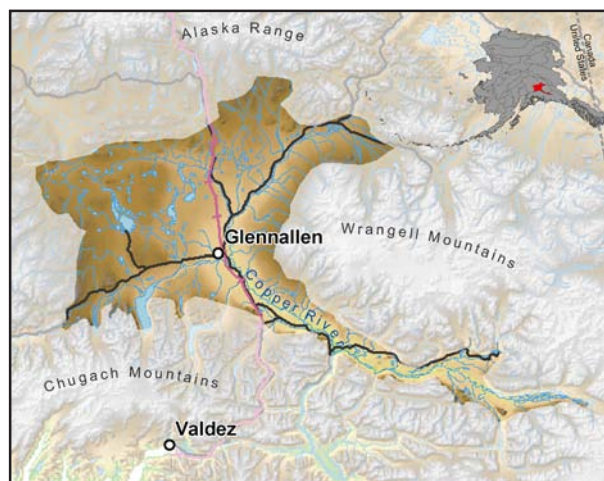 Alaska Range
Canada
United States
Glennallen
Wrangell Mountains
Copper River
Chugach Mountains
Valdez